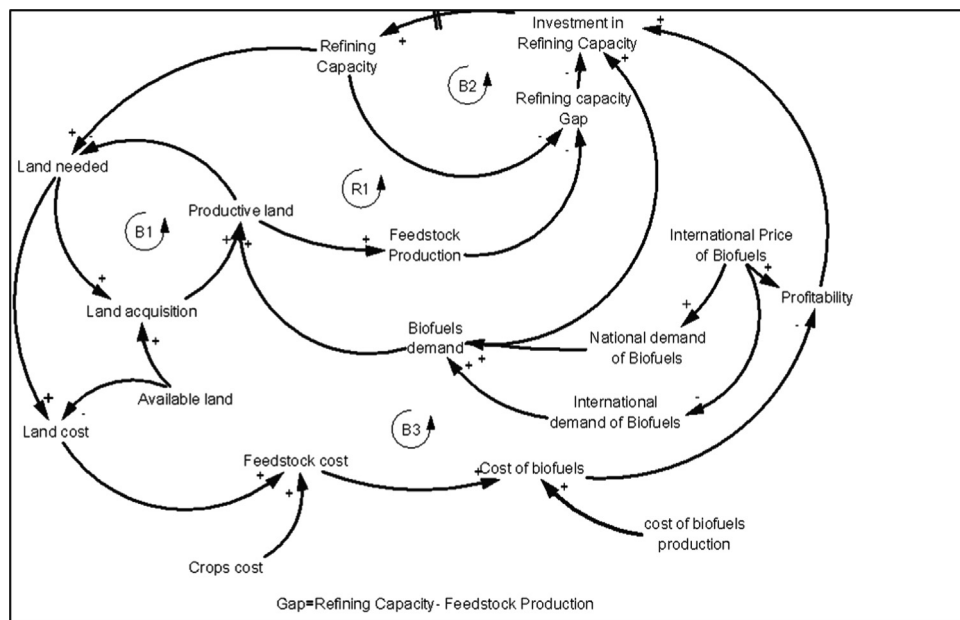 Investment in
Refining Capacity
+
+
+
Refining
Capacity
B2
-
Refining capacity
Gap
-
-
+
-
Land needed
R1
Productive land
B1
+
+
+
Feedstock
Production
International Price
of Biofuels
+
Profitability
-
+
+
Land acquisition
+
Biofuels
demand
+
+
National demand
of Biofuels
Available land
-
+
-
International
demand of Biofuels
Land cost
B3
Feedstock cost
+
+
+
Cost of biofuels
+
cost of biofuels
production
Crops cost
Gap=Refining Capacity- Feedstock Production